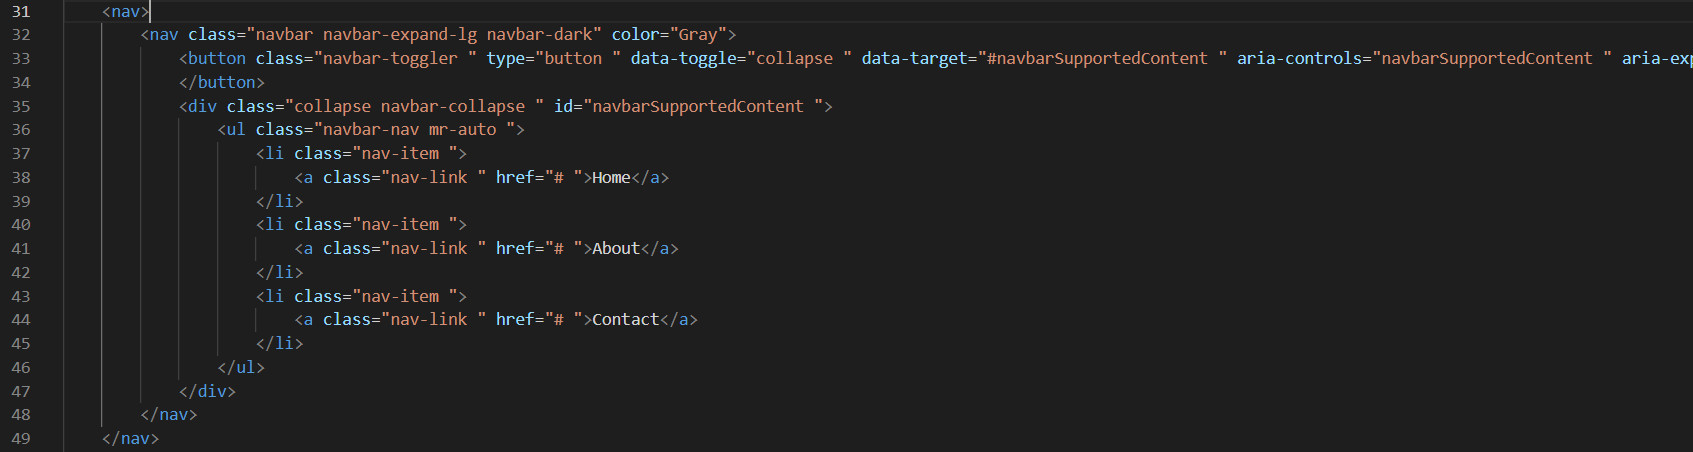 31 <nav>
32 <nav class="navbar navbar-expand-lg navbar-dark" color="Gray">
33 <button class="navbar-toggler " type="button " data-toggle="collapse " data-target="#navbarSupportedContent " aria-controls="navbarSupportedContent " aria-exp
34 </button>
35 <div class="collapse navbar-collapse " id="navbarSupportedContent ">
36 <ul class="navbar-nav mr-auto ">
37 <li class="nav-item ">
38 <a class="nav-link " href="# ">Home</a>
39 </li>
40 <li class="nav-item ">
41 <a class="nav-link " href="# ">About</a>
42 </li>
43 <li class="nav-item ">
44 <a class="nav-link " href="# ">Contact</a>
45 </li>
46 </ul>
47 </div>
48 </nav>
49 </nav>